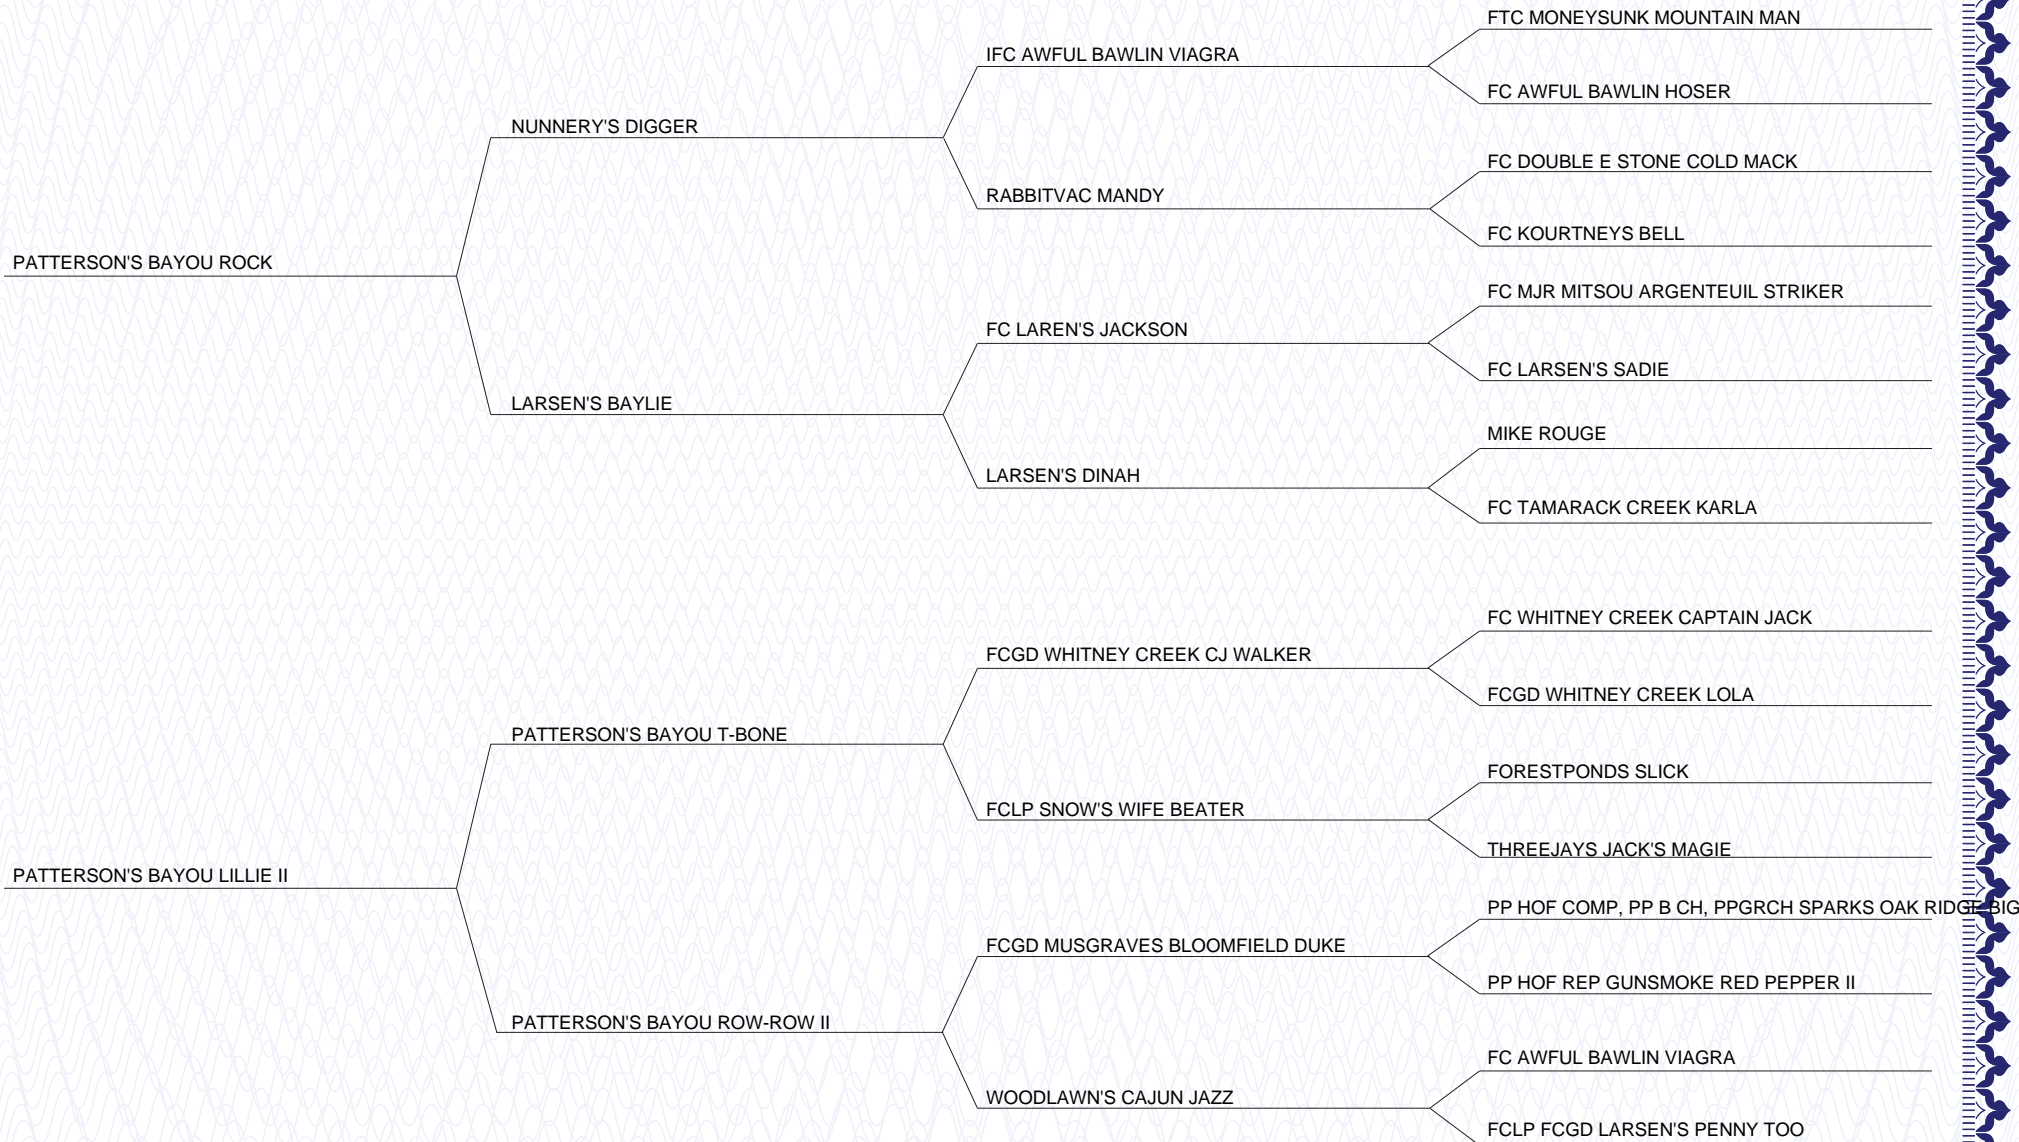 FTC MONEYSUNK MOUNTAIN MAN
IFC AWFUL BAWLIN VIAGRA
FC AWFUL BAWLIN HOSER
NUNNERY'S DIGGER
FC DOUBLE E STONE COLD MACK
RABBITVAC MANDY
FC KOURTNEYS BELL
PATTERSON'S BAYOU ROCK
FC MJR MITSOU ARGENTEUIL STRIKER
FC LAREN'S JACKSON
FC LARSEN'S SADIE
LARSEN'S BAYLIE
MIKE ROUGE
LARSEN'S DINAH
FC TAMARACK CREEK KARLA
FC WHITNEY CREEK CAPTAIN JACK
FCGD WHITNEY CREEK CJ WALKER
FCGD WHITNEY CREEK LOLA
PATTERSON'S BAYOU T-BONE
FORESTPONDS SLICK
FCLP SNOW'S WIFE BEATER
THREEJAYS JACK'S MAGIE
PATTERSON'S BAYOU LILLIE II
PP HOF COMP, PP B CH, PPGRCH SPARKS OAK RIDGE BIG
FCGD MUSGRAVES BLOOMFIELD DUKE
PP HOF REP GUNSMOKE RED PEPPER II
PATTERSON'S BAYOU ROW-ROW II
FC AWFUL BAWLIN VIAGRA
WOODLAWN'S CAJUN JAZZ
FCLP FCGD LARSEN'S PENNY TOO